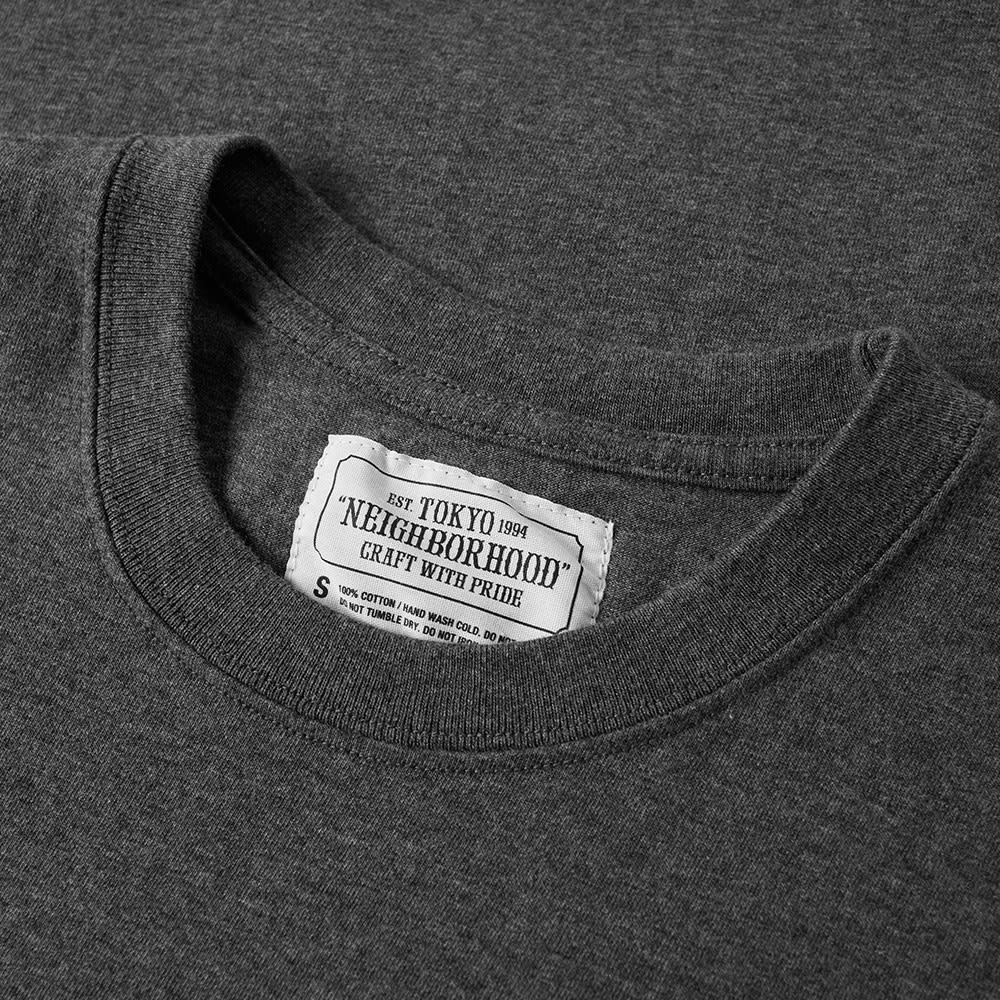 EST. TOKYO 1994
“NEIGHBORHOOD”
CRAFT WITH PRIDE
S 100% COTTON / HAND WASH COLD. DO
DO NOT TUMBLE DRY. DO NOT